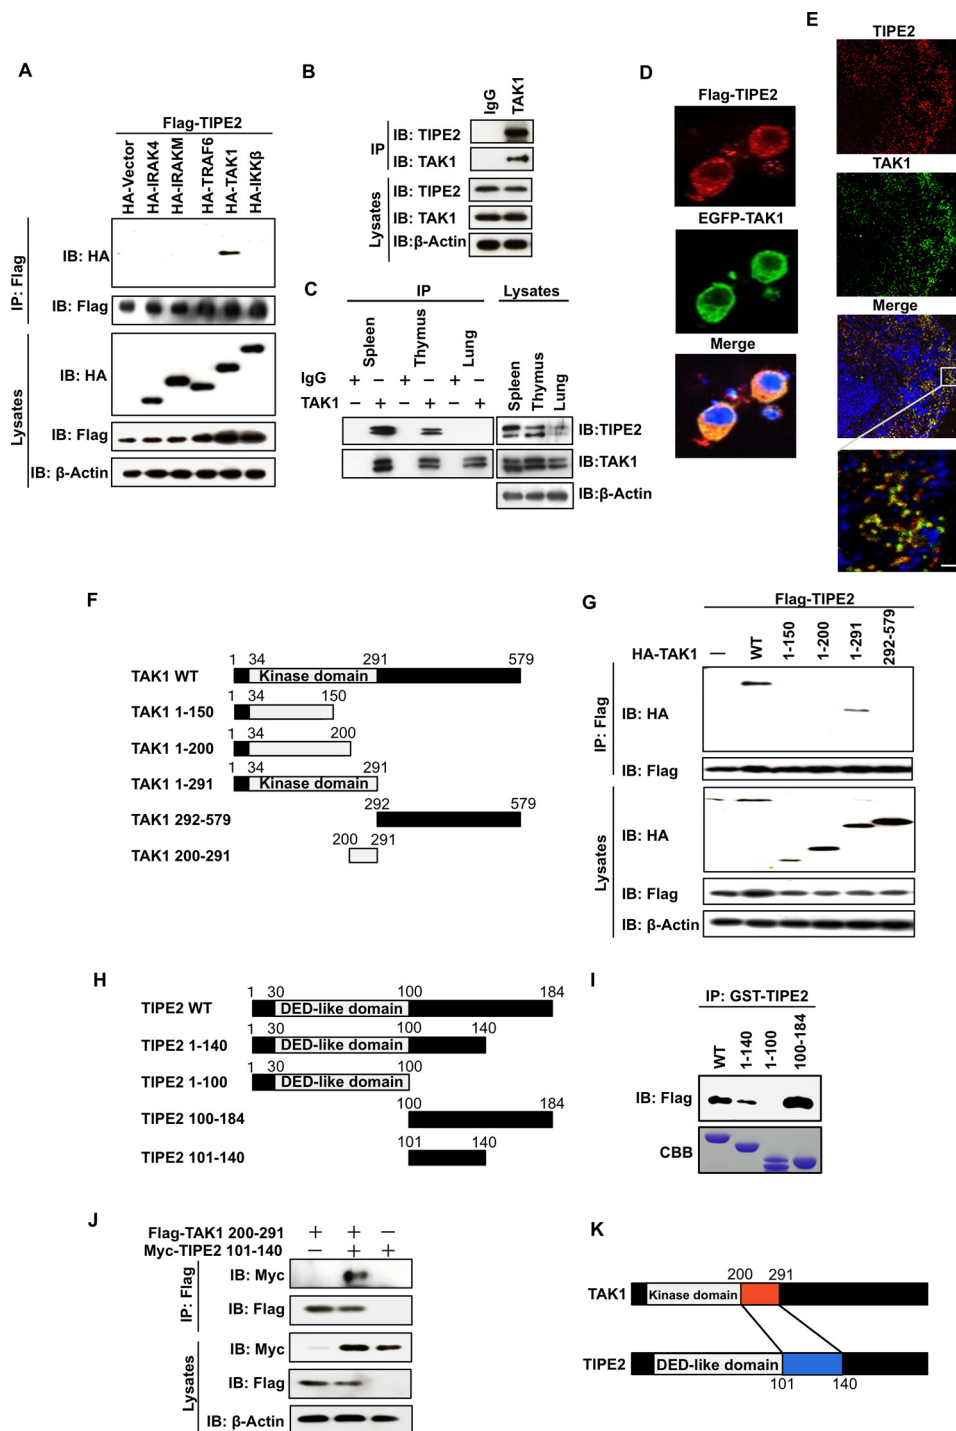 A
Flag-TIPE2
HA-Vector
HA-IRAK4
HA-IRAKM
HA-TRAF6
HA-TAK1
HA-IKKβ
IP: Flag
IB: HA
IB: Flag
Lysates
IB: HA
IB: Flag
IB: β-Actin
B
IgG
TAK1
IP
IB: TIPE2
IB: TAK1
Lysates
IB: TIPE2
IB: TAK1
IB:β-Actin
C
IP
Lysates
Spleen
Thymus
Lung
Spleen
Thymus
Lung
IgG + − + − + −
TAK1 − + − + − +
IB:TIPE2
IB:TAK1
IB:β-Actin
D
Flag-TIPE2
EGFP-TAK1
Merge
E
TIPE2
TAK1
Merge
F
1 34 291 579
TAK1 WT Kinase domain
1 34 150
TAK1 1-150
1 34 200
TAK1 1-200
1 34 291
TAK1 1-291 Kinase domain
292 579
TAK1 292-579
200 291
TAK1 200-291
G
Flag-TIPE2
HA-TAK1 — WT 1-150 1-200 1-291 292-579
IP: Flag
IB: HA
IB: Flag
Lysates
IB: HA
IB: Flag
IB: β-Actin
H
1 30 100 184
TIPE2 WT DED-like domain
1 30 100 140
TIPE2 1-140 DED-like domain
1 30 100
TIPE2 1-100 DED-like domain
100 184
TIPE2 100-184
101 140
TIPE2 101-140
I
IP: GST-TIPE2
WT 1-140 1-100 100-184
IB: Flag
CBB
J
Flag-TAK1 200-291 + + −
Myc-TIPE2 101-140 − + +
IP: Flag
IB: Myc
IB: Flag
Lysates
IB: Myc
IB: Flag
IB: β-Actin
K
200 291
TAK1 Kinase domain
TIPE2 DED-like domain
101 140